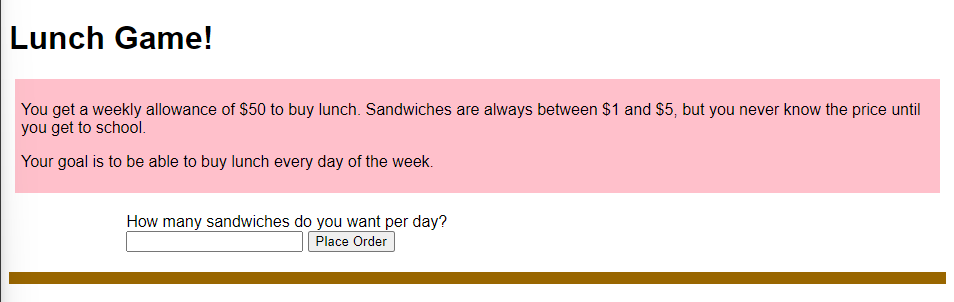 Lunch Game!
You get a weekly allowance of $50 to buy lunch. Sandwiches are always between $1 and $5, but you never know the price until
you get to school.
Your goal is to be able to buy lunch every day of the week.
How many sandwiches do you want per day?
Place Order